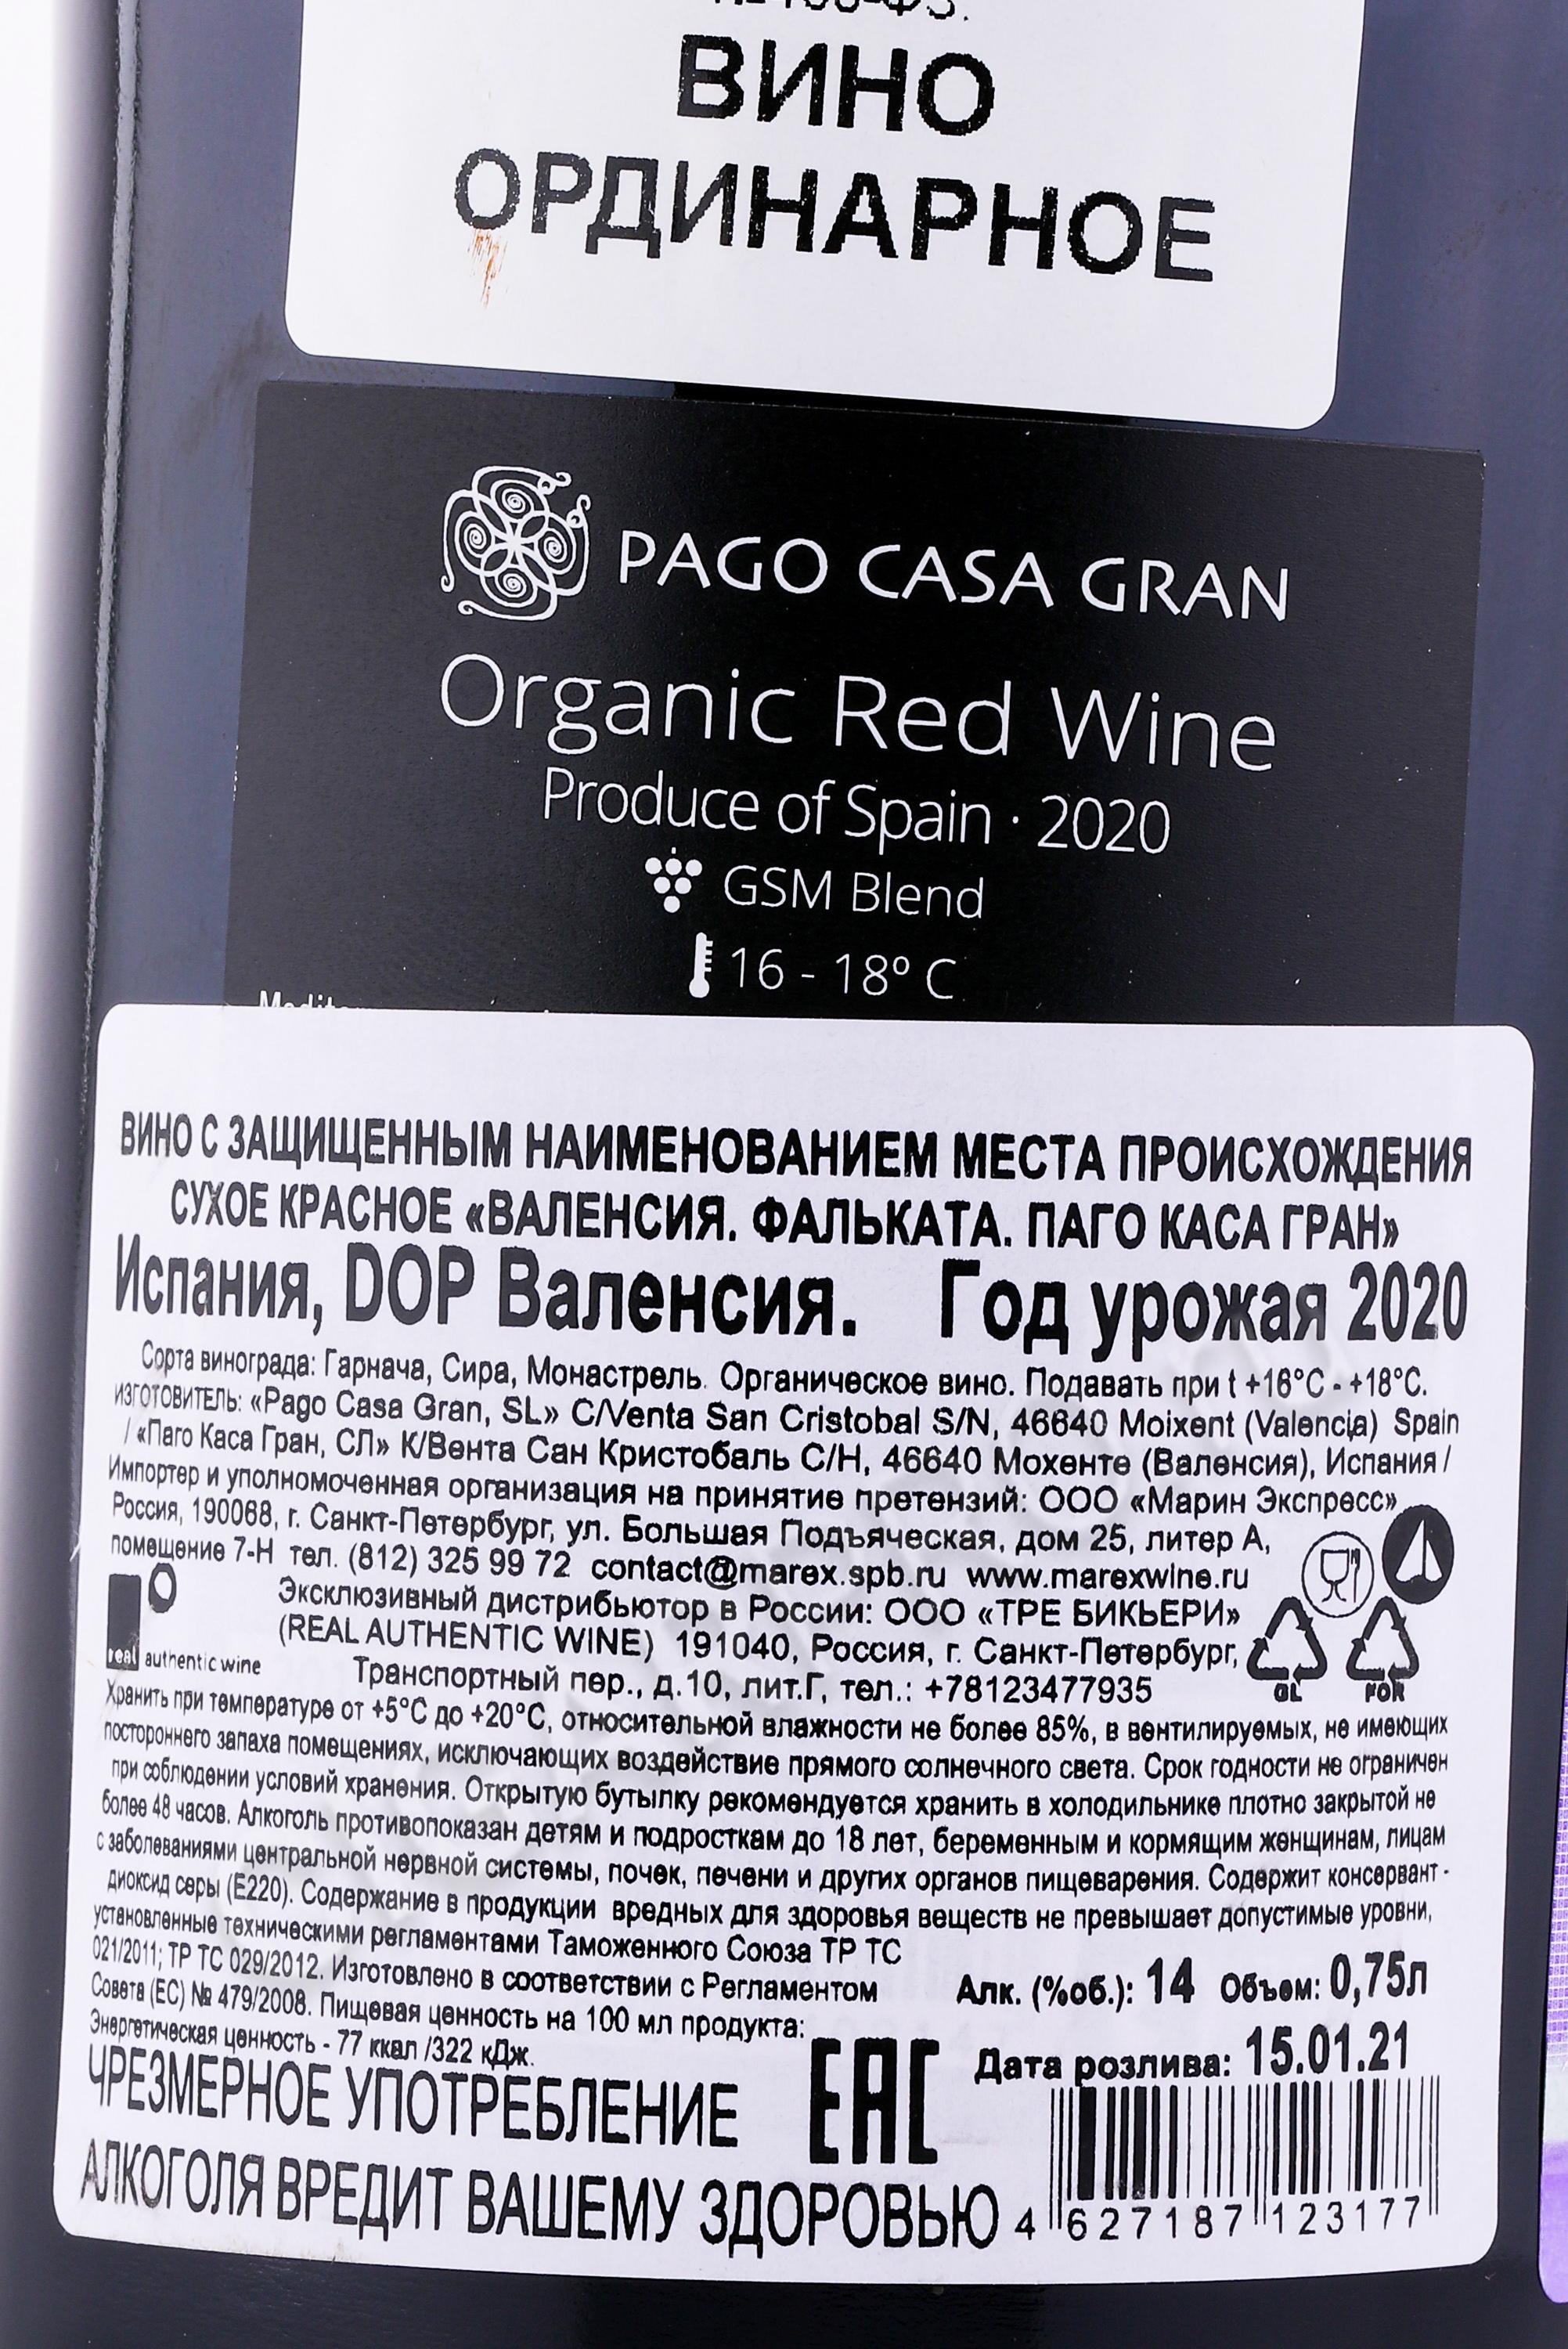 ВИНО
ОРДИНАРНОЕ
PAGO CASA GRAN
Organic Red Wine
Produce of Spain · 2020
GSM Blend
16 - 18º C
ВИНО С ЗАЩИЩЕННЫМ НАИМЕНОВАНИЕМ МЕСТА ПРОИСХОЖДЕНИЯ
СУХОЕ КРАСНОЕ «ВАЛЕНСИЯ. ФАЛЬКАТА. ПАГО КАСА ГРАН»
Испания, DOP Валенсия. Год урожая 2020
Сорта винограда: Гарнача, Сира, Монастрель. Органическое вино. Подавать при t +16°C - +18°C.
ИЗГОТОВИТЕЛЬ: «Pago Casa Gran, SL» C/Venta San Cristobal S/N, 46640 Moixent (Valencia) Spain
/ «Паго Каса Гран, СЛ» К/Вента Сан Кристобаль С/Н, 46640 Мохенте (Валенсия), Испания /
Импортер и уполномоченная организация на принятие претензий: ООО «Марин Экспресс»,
Россия, 190068, г. Санкт-Петербург, ул. Большая Подъяческая, дом 25, литер А,
помещение 7-Н тел. (812) 325 99 72 contact@marex.spb.ru www.marexwine.ru
Эксклюзивный дистрибьютор в России: ООО «ТРЕ БИКЬЕРИ»
(REAL AUTHENTIC WINE) 191040, Россия, г. Санкт-Петербург,
real authentic wine
Транспортный пер., д.10, лит.Г, тел.: +78123477935
GL FOR
Хранить при температуре от +5°C до +20°C, относительной влажности не более 85%, в вентилируемых, не имеющих
постороннего запаха помещениях, исключающих воздействие прямого солнечного света. Срок годности не ограничен
при соблюдении условий хранения. Открытую бутылку рекомендуется хранить в холодильнике плотно закрытой не
более 48 часов. Алкоголь противопоказан детям и подросткам до 18 лет, беременным и кормящим женщинам, лицам
с заболеваниями центральной нервной системы, почек, печени и других органов пищеварения. Содержит консервант -
диоксид серы (E220). Содержание в продукции вредных для здоровья веществ не превышает допустимые уровни,
установленные техническими регламентами Таможенного Союза ТР ТС
021/2011; ТР ТС 029/2012. Изготовлено в соответствии с Регламентом
Совета (ЕС) № 479/2008. Пищевая ценность на 100 мл продукта:
Энергетическая ценность - 77 ккал /322 кДж.
Алк. (%об.): 14 Объем: 0,75л
Дата розлива: 15.01.21
ЧРЕЗМЕРНОЕ УПОТРЕБЛЕНИЕ
АЛКОГОЛЯ ВРЕДИТ ВАШЕМУ ЗДОРОВЬЮ
EAC
4 627187 123177